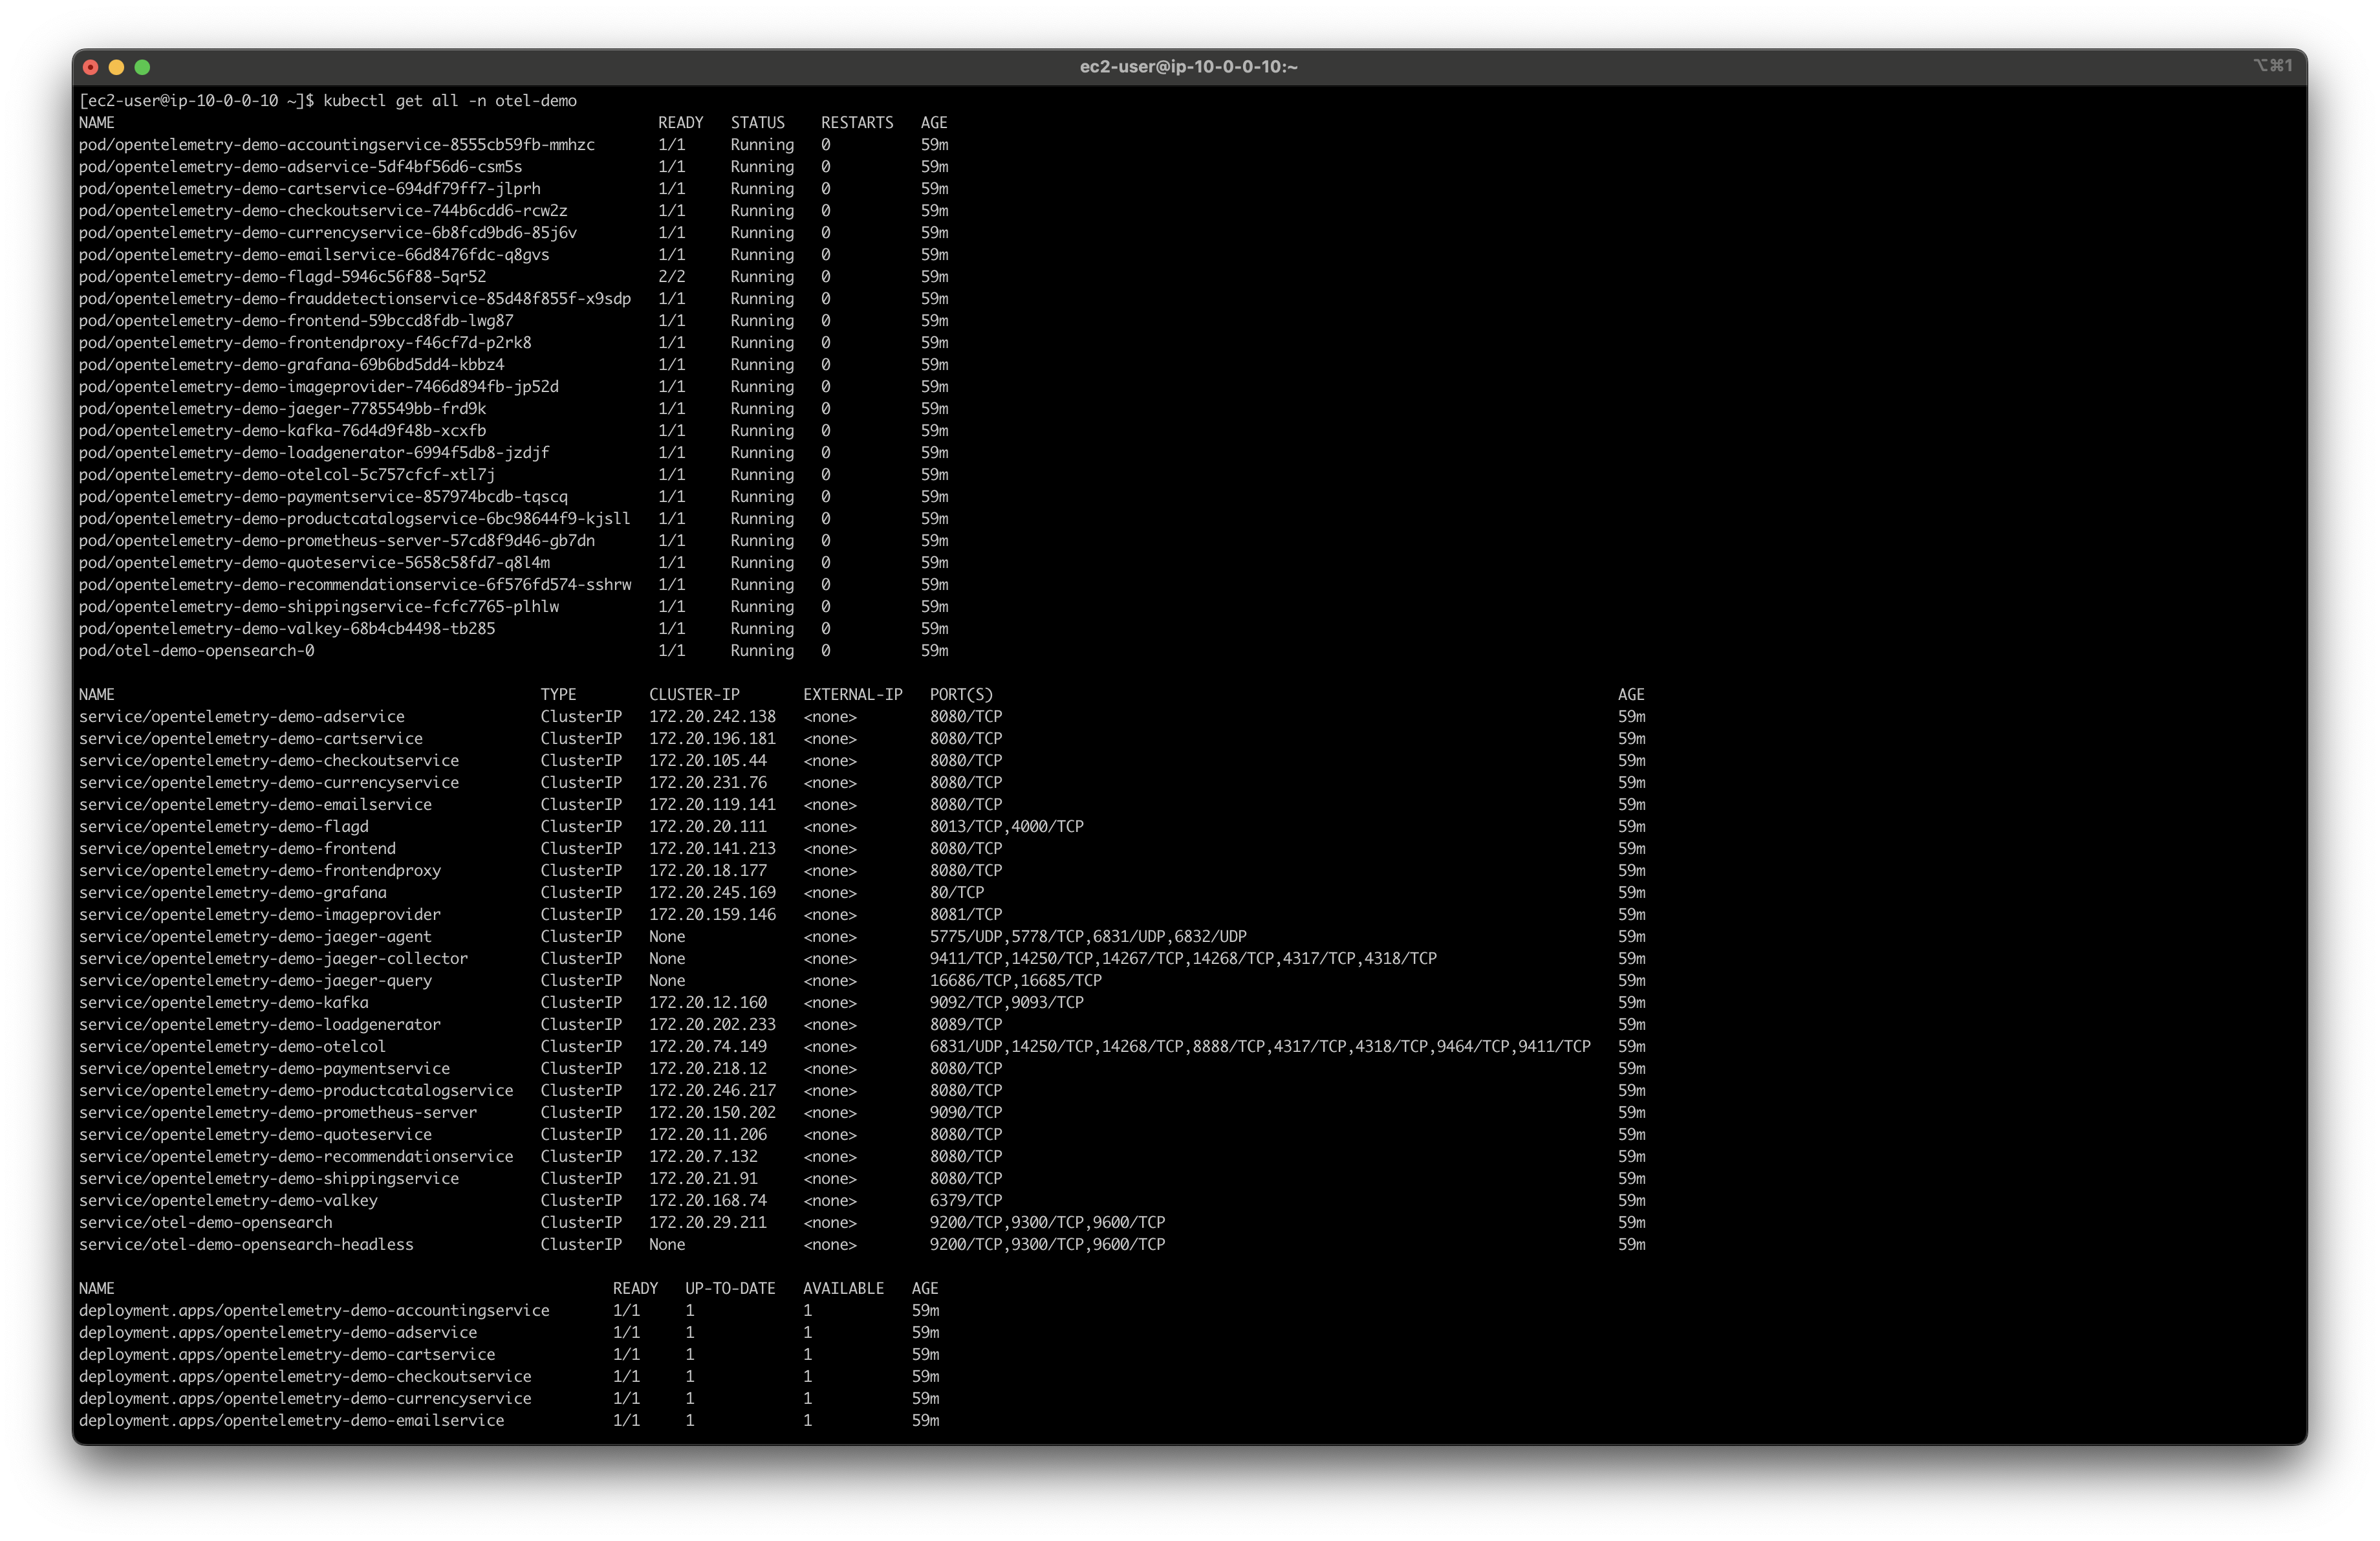 ec2-user@ip-10-0-0-10:~
⌥⌘1
[ec2-user@ip-10-0-0-10 ~]$ kubectl get all -n otel-demo
NAME READY STATUS RESTARTS AGE
pod/opentelemetry-demo-accountingservice-8555cb59fb-mmhzc 1/1 Running 0 59m
pod/opentelemetry-demo-adservice-5df4bf56d6-csm5s 1/1 Running 0 59m
pod/opentelemetry-demo-cartservice-694df79ff7-jlprh 1/1 Running 0 59m
pod/opentelemetry-demo-checkoutservice-744b6cdd6-rcw2z 1/1 Running 0 59m
pod/opentelemetry-demo-currencyservice-6b8fcd9bd6-85j6v 1/1 Running 0 59m
pod/opentelemetry-demo-emailservice-66d8476fdc-q8gvs 1/1 Running 0 59m
pod/opentelemetry-demo-flagd-5946c56f88-5qr52 2/2 Running 0 59m
pod/opentelemetry-demo-frauddetectionservice-85d48f855f-x9sdp 1/1 Running 0 59m
pod/opentelemetry-demo-frontend-59bccd8fdb-lwg87 1/1 Running 0 59m
pod/opentelemetry-demo-frontendproxy-f46cf7d-p2rk8 1/1 Running 0 59m
pod/opentelemetry-demo-grafana-69b6bd5dd4-kbbz4 1/1 Running 0 59m
pod/opentelemetry-demo-imageprovider-7466d894fb-jp52d 1/1 Running 0 59m
pod/opentelemetry-demo-jaeger-7785549bb-frd9k 1/1 Running 0 59m
pod/opentelemetry-demo-kafka-76d4d9f48b-xcxfb 1/1 Running 0 59m
pod/opentelemetry-demo-loadgenerator-6994f5db8-jzdjf 1/1 Running 0 59m
pod/opentelemetry-demo-otelcol-5c757cfcf-xtl7j 1/1 Running 0 59m
pod/opentelemetry-demo-paymentservice-857974bcdb-tqscq 1/1 Running 0 59m
pod/opentelemetry-demo-productcatalogservice-6bc98644f9-kjsll 1/1 Running 0 59m
pod/opentelemetry-demo-prometheus-server-57cd8f9d46-gb7dn 1/1 Running 0 59m
pod/opentelemetry-demo-quoteservice-5658c58fd7-q8l4m 1/1 Running 0 59m
pod/opentelemetry-demo-recommendationservice-6f576fd574-sshrw 1/1 Running 0 59m
pod/opentelemetry-demo-shippingservice-fcfc7765-plhlw 1/1 Running 0 59m
pod/opentelemetry-demo-valkey-68b4cb4498-tb285 1/1 Running 0 59m
pod/otel-demo-opensearch-0 1/1 Running 0 59m
NAME TYPE CLUSTER-IP EXTERNAL-IP PORT(S) AGE
service/opentelemetry-demo-adservice ClusterIP 172.20.242.138 <none> 8080/TCP 59m
service/opentelemetry-demo-cartservice ClusterIP 172.20.196.181 <none> 8080/TCP 59m
service/opentelemetry-demo-checkoutservice ClusterIP 172.20.105.44 <none> 8080/TCP 59m
service/opentelemetry-demo-currencyservice ClusterIP 172.20.231.76 <none> 8080/TCP 59m
service/opentelemetry-demo-emailservice ClusterIP 172.20.119.141 <none> 8080/TCP 59m
service/opentelemetry-demo-flagd ClusterIP 172.20.20.111 <none> 8013/TCP,4000/TCP 59m
service/opentelemetry-demo-frontend ClusterIP 172.20.141.213 <none> 8080/TCP 59m
service/opentelemetry-demo-frontendproxy ClusterIP 172.20.18.177 <none> 8080/TCP 59m
service/opentelemetry-demo-grafana ClusterIP 172.20.245.169 <none> 80/TCP 59m
service/opentelemetry-demo-imageprovider ClusterIP 172.20.159.146 <none> 8081/TCP 59m
service/opentelemetry-demo-jaeger-agent ClusterIP None <none> 5775/UDP,5778/TCP,6831/UDP,6832/UDP 59m
service/opentelemetry-demo-jaeger-collector ClusterIP None <none> 9411/TCP,14250/TCP,14267/TCP,14268/TCP,4317/TCP,4318/TCP 59m
service/opentelemetry-demo-jaeger-query ClusterIP None <none> 16686/TCP,16685/TCP 59m
service/opentelemetry-demo-kafka ClusterIP 172.20.12.160 <none> 9092/TCP,9093/TCP 59m
service/opentelemetry-demo-loadgenerator ClusterIP 172.20.202.233 <none> 8089/TCP 59m
service/opentelemetry-demo-otelcol ClusterIP 172.20.74.149 <none> 6831/UDP,14250/TCP,14268/TCP,8888/TCP,4317/TCP,4318/TCP,9464/TCP,9411/TCP 59m
service/opentelemetry-demo-paymentservice ClusterIP 172.20.218.12 <none> 8080/TCP 59m
service/opentelemetry-demo-productcatalogservice ClusterIP 172.20.246.217 <none> 8080/TCP 59m
service/opentelemetry-demo-prometheus-server ClusterIP 172.20.150.202 <none> 9090/TCP 59m
service/opentelemetry-demo-quoteservice ClusterIP 172.20.11.206 <none> 8080/TCP 59m
service/opentelemetry-demo-recommendationservice ClusterIP 172.20.7.132 <none> 8080/TCP 59m
service/opentelemetry-demo-shippingservice ClusterIP 172.20.21.91 <none> 8080/TCP 59m
service/opentelemetry-demo-valkey ClusterIP 172.20.168.74 <none> 6379/TCP 59m
service/otel-demo-opensearch ClusterIP 172.20.29.211 <none> 9200/TCP,9300/TCP,9600/TCP 59m
service/otel-demo-opensearch-headless ClusterIP None <none> 9200/TCP,9300/TCP,9600/TCP 59m
NAME READY UP-TO-DATE AVAILABLE AGE
deployment.apps/opentelemetry-demo-accountingservice 1/1 1 1 59m
deployment.apps/opentelemetry-demo-adservice 1/1 1 1 59m
deployment.apps/opentelemetry-demo-cartservice 1/1 1 1 59m
deployment.apps/opentelemetry-demo-checkoutservice 1/1 1 1 59m
deployment.apps/opentelemetry-demo-currencyservice 1/1 1 1 59m
deployment.apps/opentelemetry-demo-emailservice 1/1 1 1 59m